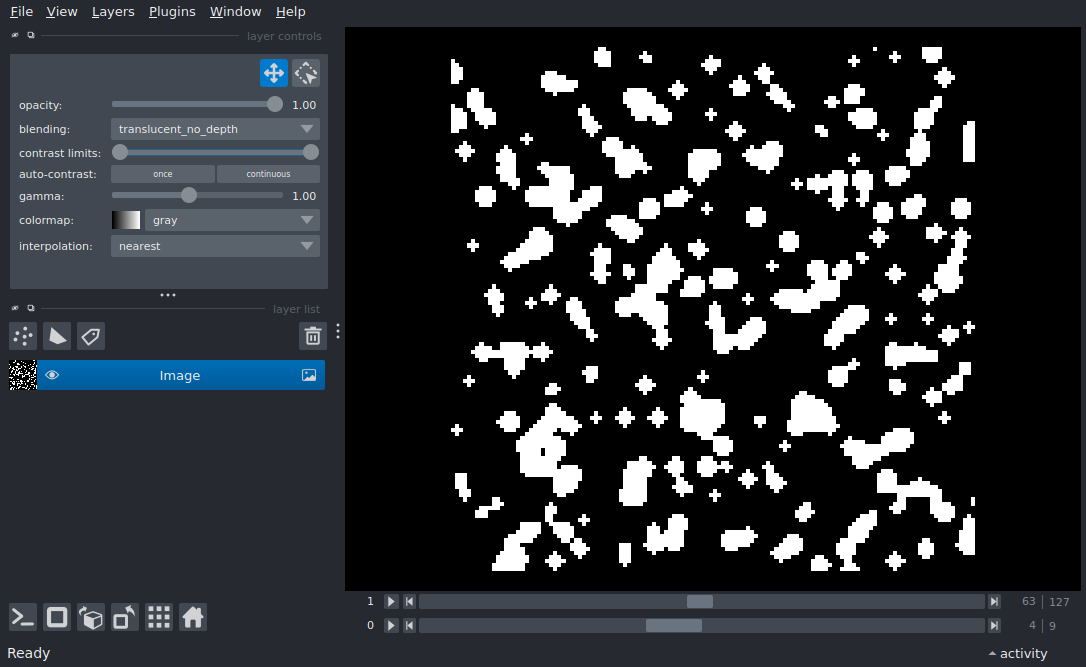 File View Layers Plugins Window Help
layer controls
opacity: 1.00
blending: translucent_no_depth
contrast limits:
auto-contrast: once continuous
gamma: 1.00
colormap: gray
interpolation: nearest
layer list
Image
1 63 127
0 4 9
Ready activity